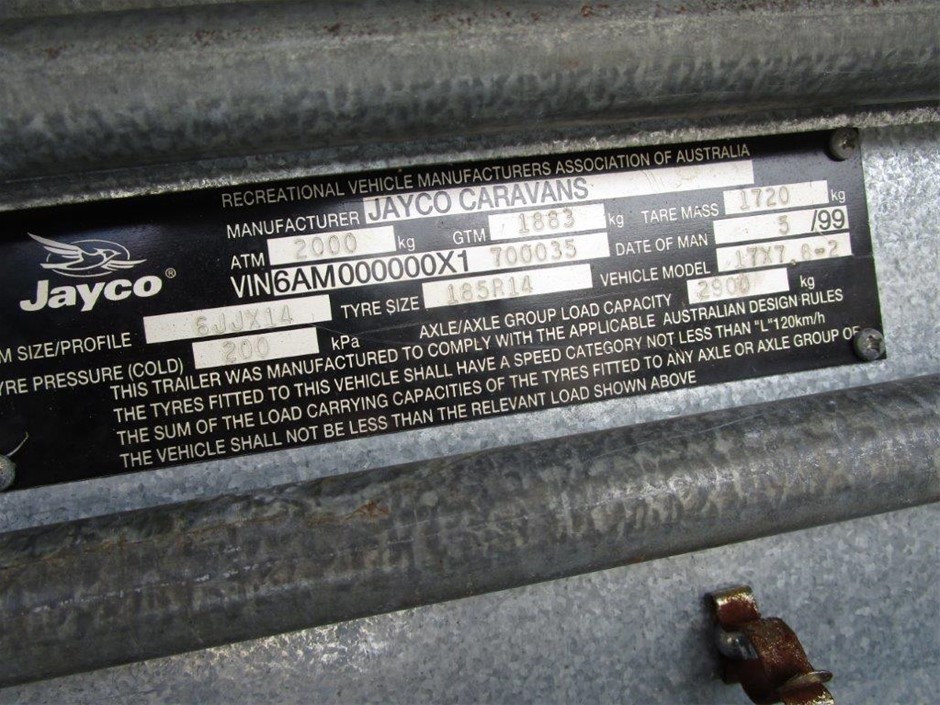 RECREATIONAL VEHICLE MANUFACTURERS ASSOCIATION OF AUSTRALIA
MANUFACTURER JAYCO CARAVANS
ATM 2000 kg GTM 1883 kg TARE MASS 1720 kg
VIN 6AM000000X1 700035 DATE OF MAN 5 /99
Jayco®
M SIZE/PROFILE 6JJX14 TYRE SIZE 185R14 VEHICLE MODEL 17X7.8-2
YRE PRESSURE (COLD) 200 kPa AXLE/AXLE GROUP LOAD CAPACITY 2900 kg
THIS TRAILER WAS MANUFACTURED TO COMPLY WITH THE APPLICABLE AUSTRALIAN DESIGN RULES
THE TYRES FITTED TO THIS VEHICLE SHALL HAVE A SPEED CATEGORY NOT LESS THAN "L" 120km/h
THE SUM OF THE LOAD CARRYING CAPACITIES OF THE TYRES FITTED TO ANY AXLE OR AXLE GROUP OF
THE VEHICLE SHALL NOT BE LESS THAN THE RELEVANT LOAD SHOWN ABOVE